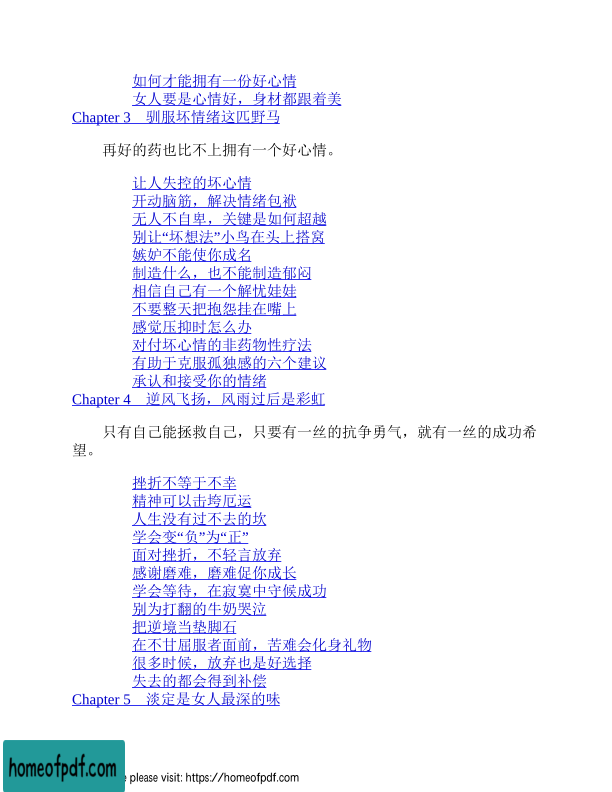 如何才能拥有一份好心情
女人要是心情好，身材都跟着美
Chapter 3　驯服坏情绪这匹野马
再好的药也比不上拥有一个好心情。
让人失控的坏心情
开动脑筋，解决情绪包袱
无人不自卑，关键是如何超越
别让“坏想法”小鸟在头上搭窝
嫉妒不能使你成名
制造什么，也不能制造郁闷
相信自己有一个解忧娃娃
不要整天把抱怨挂在嘴上
感觉压抑时怎么办
对付坏心情的非药物性疗法
有助于克服孤独感的六个建议
承认和接受你的情绪
Chapter 4　逆风飞扬，风雨过后是彩虹
只有自己能拯救自己，只要有一丝的抗争勇气，就有一丝的成功希
望。
挫折不等于不幸
精神可以击垮厄运
人生没有过不去的坎
学会变“负”为“正”
面对挫折，不轻言放弃
感谢磨难，磨难促你成长
学会等待，在寂寞中守候成功
别为打翻的牛奶哭泣
把逆境当垫脚石
在不甘屈服者面前，苦难会化身礼物
很多时候，放弃也是好选择
失去的都会得到补偿
Chapter 5　淡定是女人最深的味
homeofpdf.com
please visit: https://homeofpdf.com